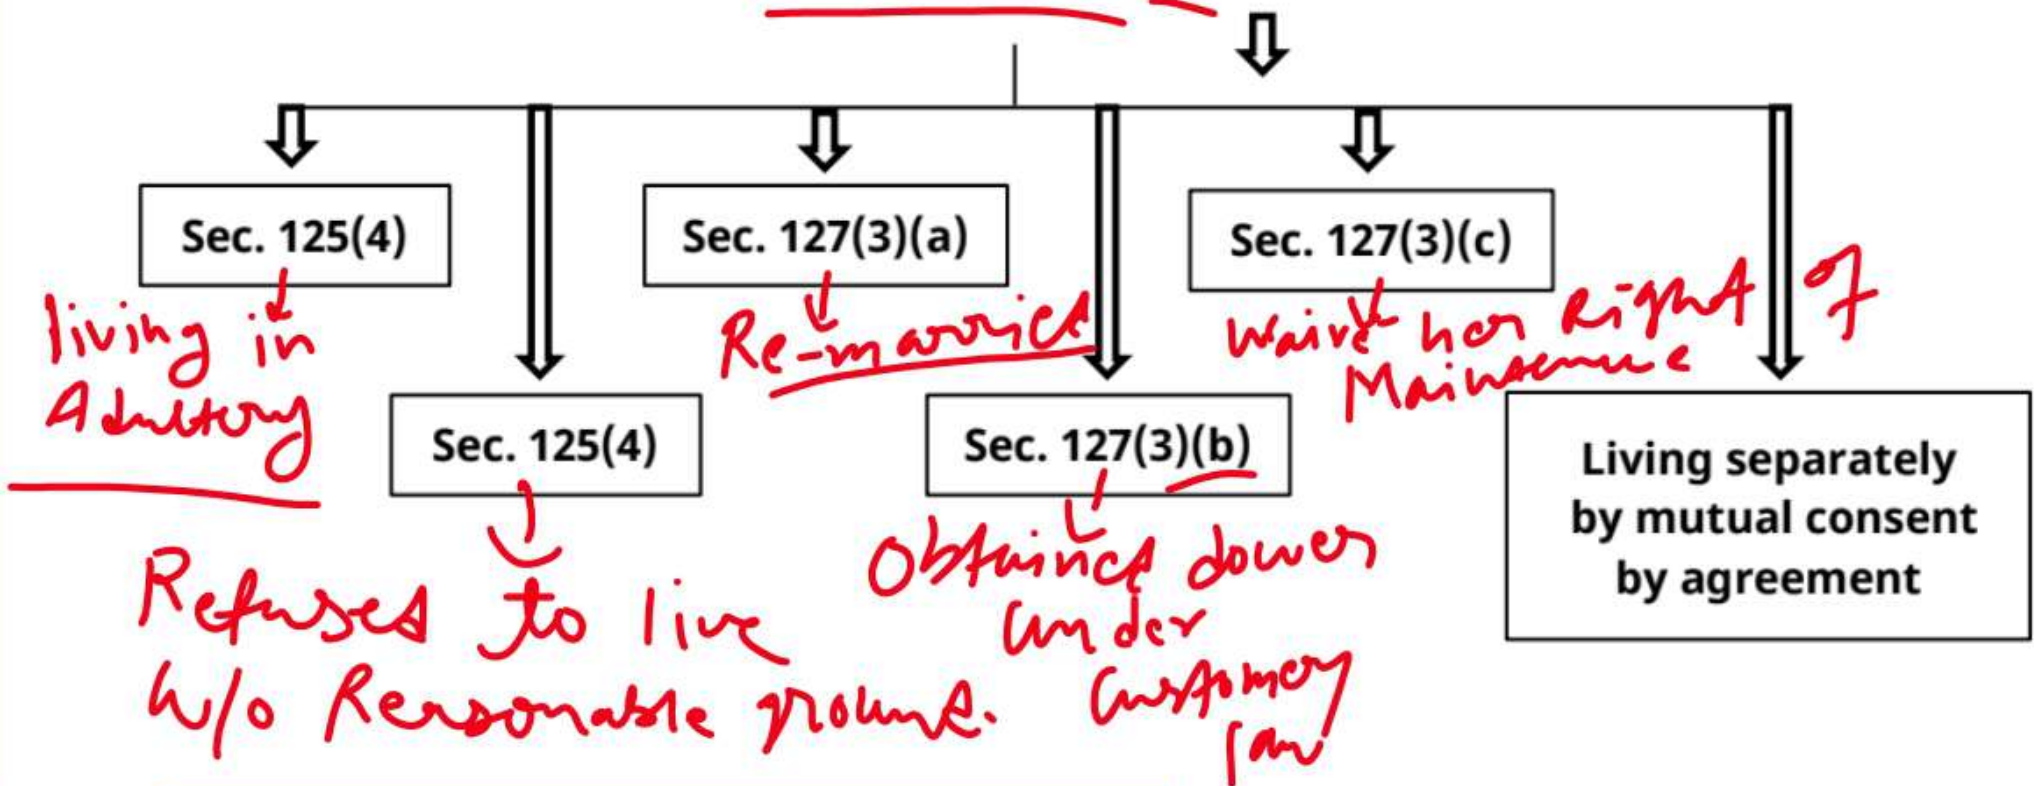 Sec. 125(4)
living in
Adultery
Sec. 125(4)
Refused to live
w/o Reasonable ground.
Sec. 127(3)(a)
Re-married
Sec. 127(3)(b)
Obtained dower
under
Customory
law
Sec. 127(3)(c)
Waive her Right of
Maintenance
Living separately
by mutual consent
by agreement